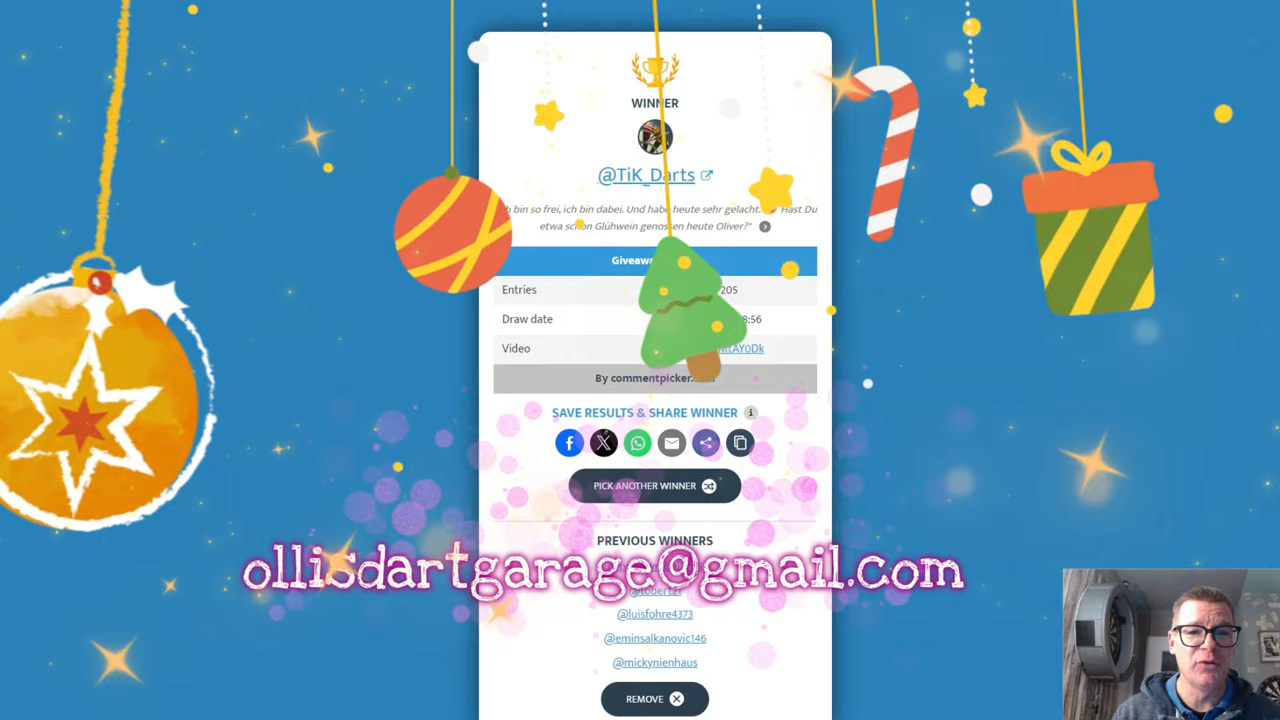 WINNER
@TiK_Darts
bin so frei, ich bin dabei. Und habe heute sehr gelacht. Hast Du
etwa schon Glühwein genossen heute Oliver?"
Entries 205
Draw date
Video
By commentpicker
SAVE RESULTS & SHARE WINNER
PICK ANOTHER WINNER
PREVIOUS WINNERS
ollisdartgarage@gmail.com
@luisfohre4373
@eminsalkanovic146
@mickynienhaus
REMOVE